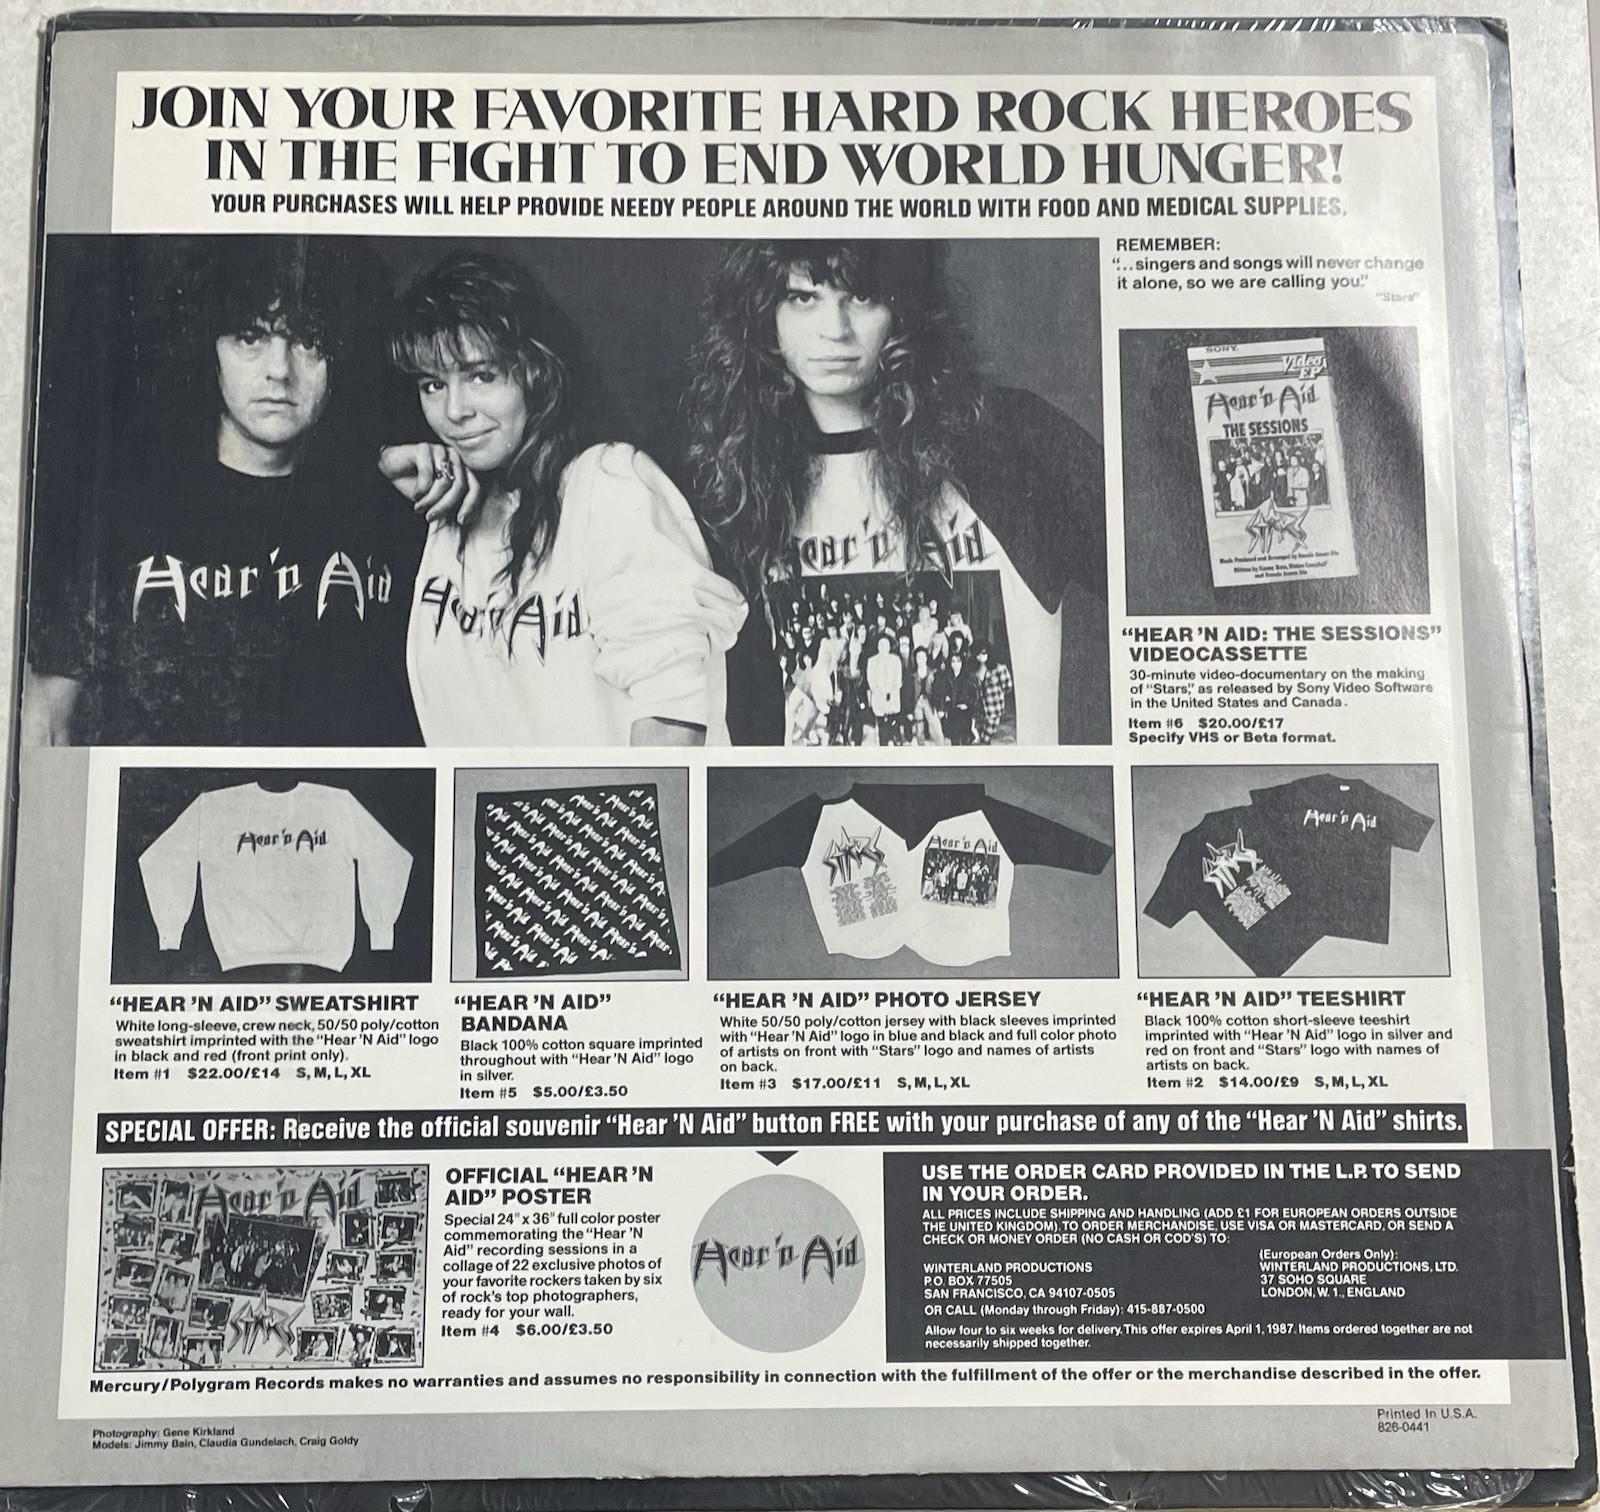 JOIN YOUR FAVORITE HARD ROCK HEROES
IN THE FIGHT TO END WORLD HUNGER!
YOUR PURCHASES WILL HELP PROVIDE NEEDY PEOPLE AROUND THE WORLD WITH FOOD AND MEDICAL SUPPLIES.
REMEMBER:
“...singers and songs will never change
it alone, so we are calling you.”
“Stars”
Hear 'n Aid
Hear 'n Aid
ear 'n Aid
SONY
Video
EP
Hear 'n Aid
THE SESSIONS
STARS
“HEAR ’N AID: THE SESSIONS”
VIDEOCASSETTE
30-minute video-documentary on the making
of “Stars,” as released by Sony Video Software
in the United States and Canada.
Item #6 $20.00/£17
Specify VHS or Beta format.
Hear 'n Aid
STARS
Hear 'n Aid
STARS
Hear 'n Aid
“HEAR ’N AID” SWEATSHIRT
White long-sleeve, crew neck, 50/50 poly/cotton
sweatshirt imprinted with the “Hear ’N Aid” logo
in black and red (front print only).
Item #1 $22.00/£14 S, M, L, XL
“HEAR ’N AID”
BANDANA
Black 100% cotton square imprinted
throughout with “Hear ’N Aid” logo
in silver.
Item #5 $5.00/£3.50
“HEAR ’N AID” PHOTO JERSEY
White 50/50 poly/cotton jersey with black sleeves imprinted
with “Hear ’N Aid” logo in blue and black and full color photo
of artists on front with “Stars” logo and names of artists
on back.
Item #3 $17.00/£11 S, M, L, XL
“HEAR ’N AID” TEESHIRT
Black 100% cotton short-sleeve teeshirt
imprinted with “Hear ’N Aid” logo in silver and
red on front and “Stars” logo with names of
artists on back.
Item #2 $14.00/£9 S, M, L, XL
SPECIAL OFFER: Receive the official souvenir “Hear ’N Aid” button FREE with your purchase of any of the “Hear ’N Aid” shirts.
Hear 'n Aid
STARS
OFFICIAL “HEAR ’N
AID” POSTER
Special 24" x 36" full color poster
commemorating the “Hear ’N
Aid” recording sessions in a
collage of 22 exclusive photos of
your favorite rockers taken by six
of rock’s top photographers,
ready for your wall.
Item #4 $6.00/£3.50
Hear 'n Aid
USE THE ORDER CARD PROVIDED IN THE L.P. TO SEND
IN YOUR ORDER.
ALL PRICES INCLUDE SHIPPING AND HANDLING (ADD £1 FOR EUROPEAN ORDERS OUTSIDE
THE UNITED KINGDOM). TO ORDER MERCHANDISE, USE VISA OR MASTERCARD, OR SEND A
CHECK OR MONEY ORDER (NO CASH OR COD’S) TO:
WINTERLAND PRODUCTIONS
P.O. BOX 77505
SAN FRANCISCO, CA 94107-0505
(European Orders Only):
WINTERLAND PRODUCTIONS, LTD.
37 SOHO SQUARE
LONDON, W. 1., ENGLAND
OR CALL (Monday through Friday): 415-887-0500
Allow four to six weeks for delivery. This offer expires April 1, 1987. Items ordered together are not
necessarily shipped together.
Mercury/Polygram Records makes no warranties and assumes no responsibility in connection with the fulfillment of the offer or the merchandise described in the offer.
Photography: Gene Kirkland
Models: Jimmy Bain, Claudia Gundelach, Craig Goldy
Printed In U.S.A.
826-0441